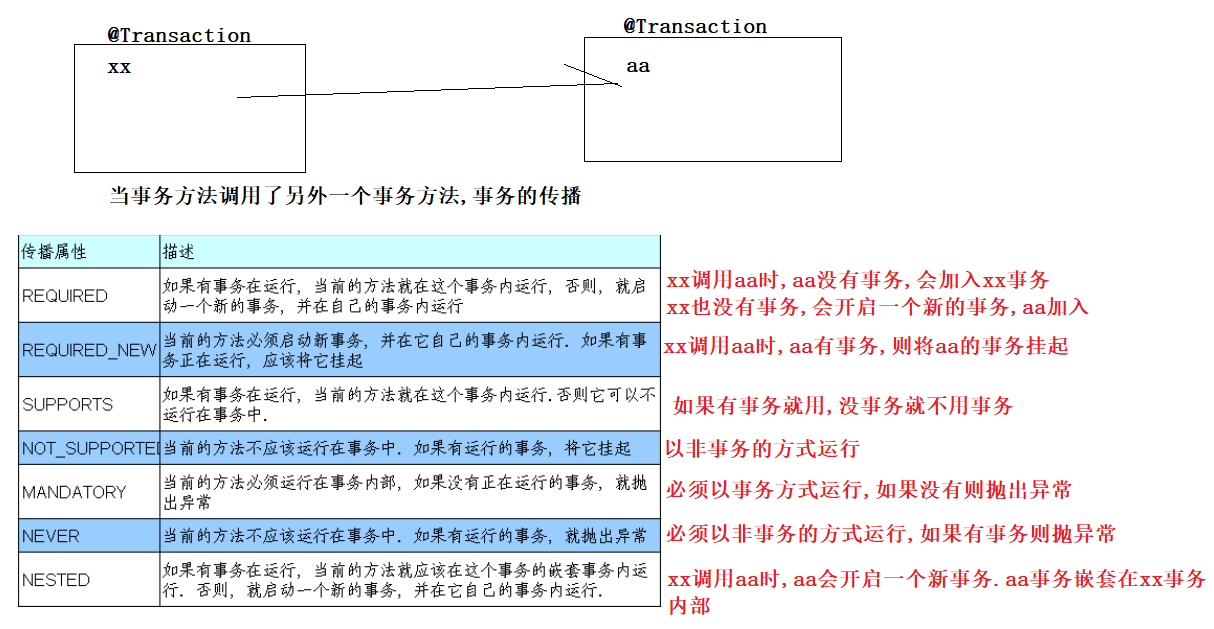 @Transaction
@Transaction
xx
aa
当事务方法调用了另外一个事务方法,事务的传播
传播属性
描述
REQUIRED
如果有事务在运行, 当前的方法就在这个事务内运行, 否则, 就启
动一个新的事务, 并在自己的事务内运行
xx调用aa时,aa没有事务,会加入xx事务
xx也没有事务,会开启一个新的事务,aa加入
REQUIRED_NEW
当前的方法必须启动新事务, 并在它自己的事务内运行. 如果有事
务正在运行, 应该将它挂起
xx调用aa时,aa有事务,则将aa的事务挂起
SUPPORTS
如果有事务在运行, 当前的方法就在这个事务内运行.否则它可以不
运行在事务中.
如果有事务就用,没事务就不用事务
NOT_SUPPORTED
当前的方法不应该运行在事务中. 如果有运行的事务, 将它挂起
以非事务的方式运行
MANDATORY
当前的方法必须运行在事务内部, 如果没有正在运行的事务, 就抛
出异常
必须以事务方式运行,如果没有则抛出异常
NEVER
当前的方法不应该运行在事务中. 如果有运行的事务, 就抛出异常
必须以非事务的方式运行,如果有事务则抛异常
NESTED
如果有事务在运行, 当前的方法就应该在这个事务的嵌套事务内运
行. 否则, 就启动一个新的事务, 并在它自己的事务内运行.
xx调用aa时,aa会开启一个新事务.aa事务嵌套在xx事务
内部